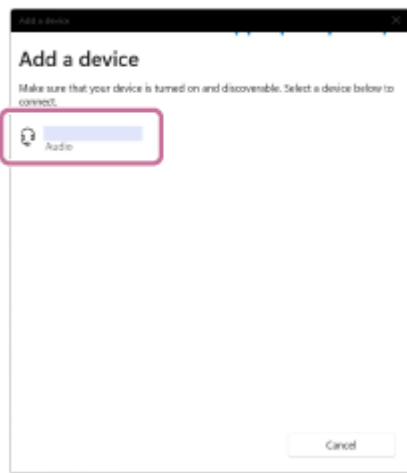 Add a device
Add a device
Make sure that your device is turned on and discoverable. Select a device below to
connect.
Audio
Cancel